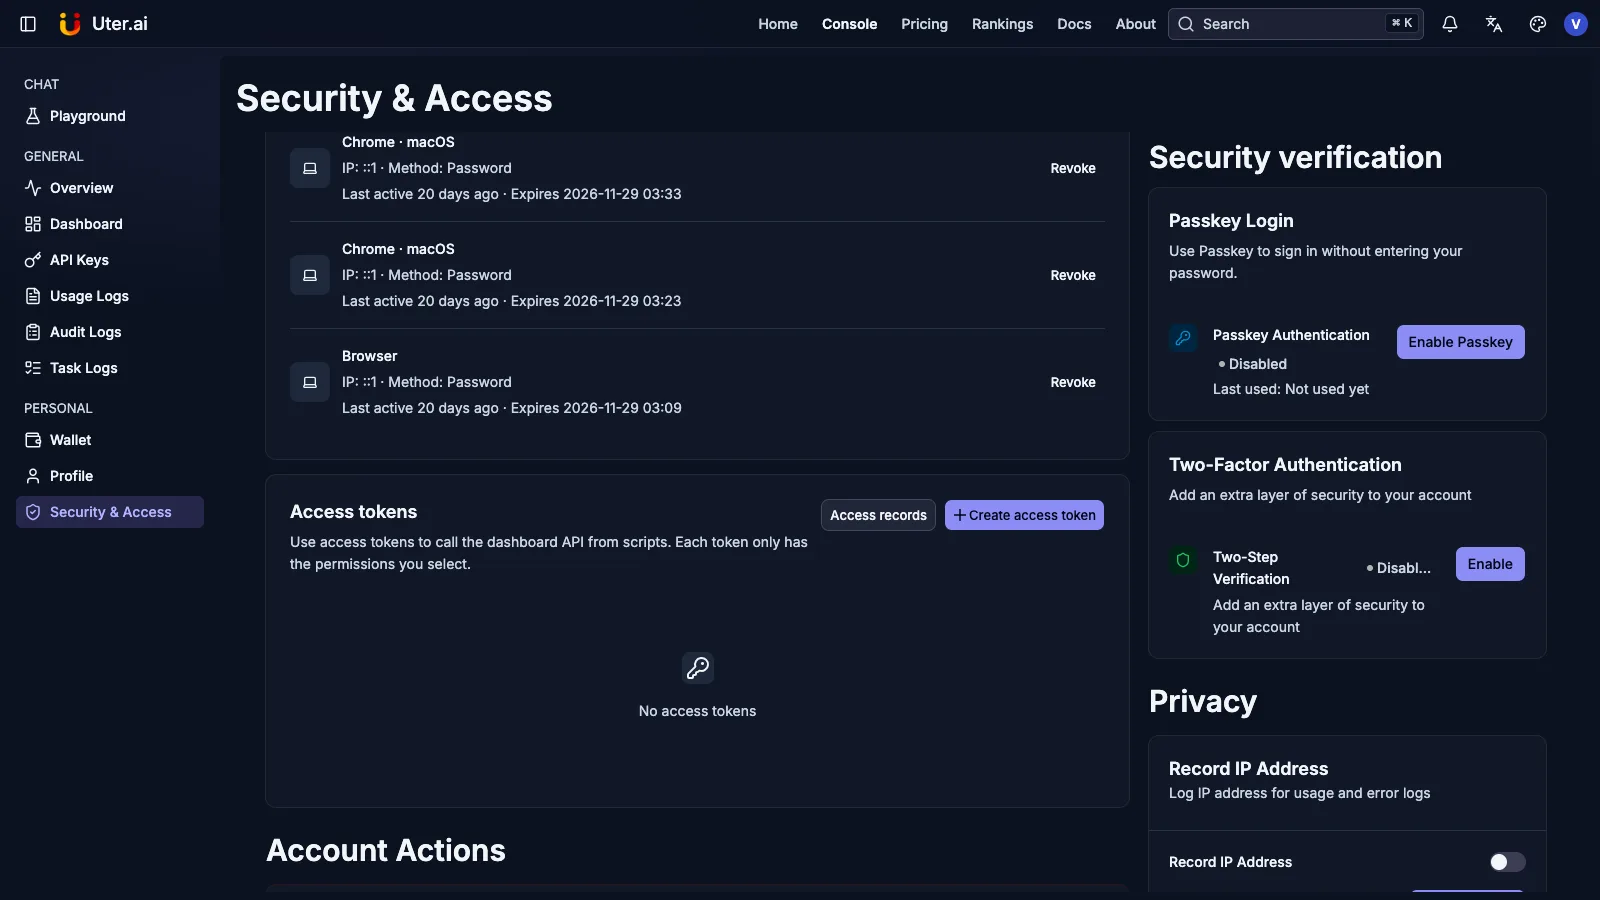 Uter.ai
Home
Console
Pricing
Rankings
Docs
About
Search
⌘ K
V
CHAT
Playground
GENERAL
Overview
Dashboard
API Keys
Usage Logs
Audit Logs
Task Logs
PERSONAL
Wallet
Profile
Security & Access
Security & Access
Chrome · macOS
IP: ::1 · Method: Password
Last active 20 days ago · Expires 2026-11-29 03:33
Revoke
Chrome · macOS
IP: ::1 · Method: Password
Last active 20 days ago · Expires 2026-11-29 03:23
Revoke
Browser
IP: ::1 · Method: Password
Last active 20 days ago · Expires 2026-11-29 03:09
Revoke
Access tokens
Use access tokens to call the dashboard API from scripts. Each token only has
the permissions you select.
Access records
Create access token
No access tokens
Account Actions
Security verification
Passkey Login
Use Passkey to sign in without entering your
password.
Passkey Authentication
Disabled
Last used: Not used yet
Enable Passkey
Two-Factor Authentication
Add an extra layer of security to your account
Two-Step
Verification
Disabl...
Add an extra layer of security to
your account
Enable
Privacy
Record IP Address
Log IP address for usage and error logs
Record IP Address